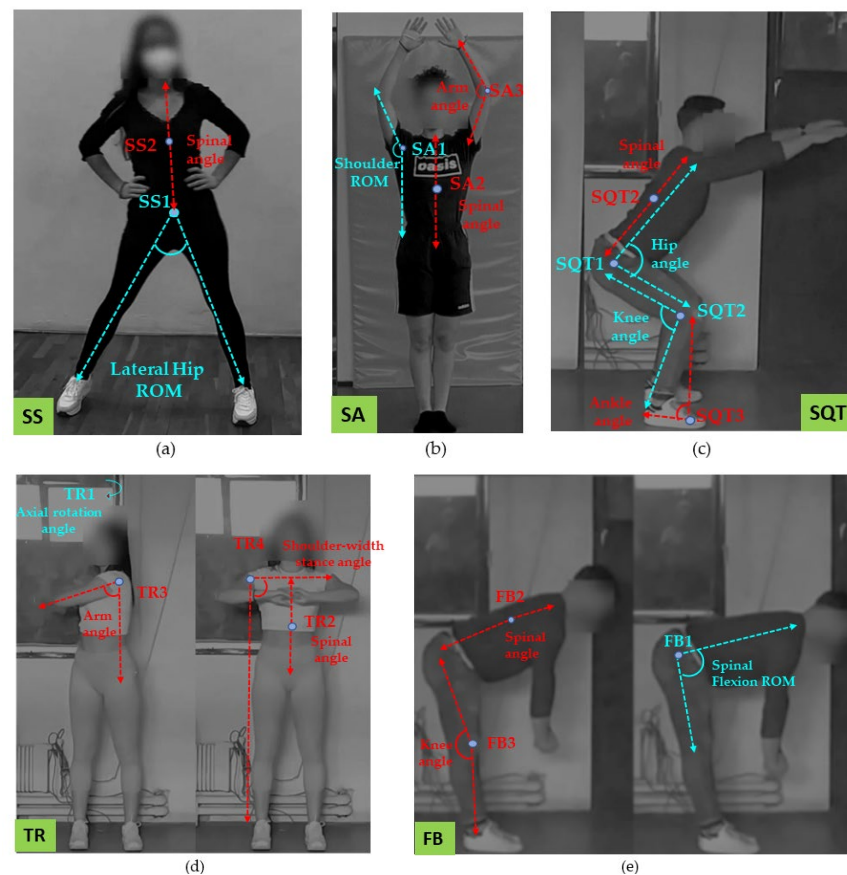 SS2
Spinal
angle
SS1
Lateral Hip
ROM
SS
(a)
Arm
angle
SA3
SA1
oasis
Shoulder
ROM
SA2
Spinal
angle
SA
(b)
Spinal
angle
SQT2
SQT1
Hip
angle
SQT2
Knee
angle
Ankle
angle
SQT3
SQT
(c)
TR1
Axial rotation
angle
TR3
Arm
angle
TR4
Shoulder-width
stance angle
TR2
Spinal
angle
TR
(d)
FB2
Spinal
angle
FB1
Spinal
Flexion ROM
Knee
angle
FB3
FB
(e)